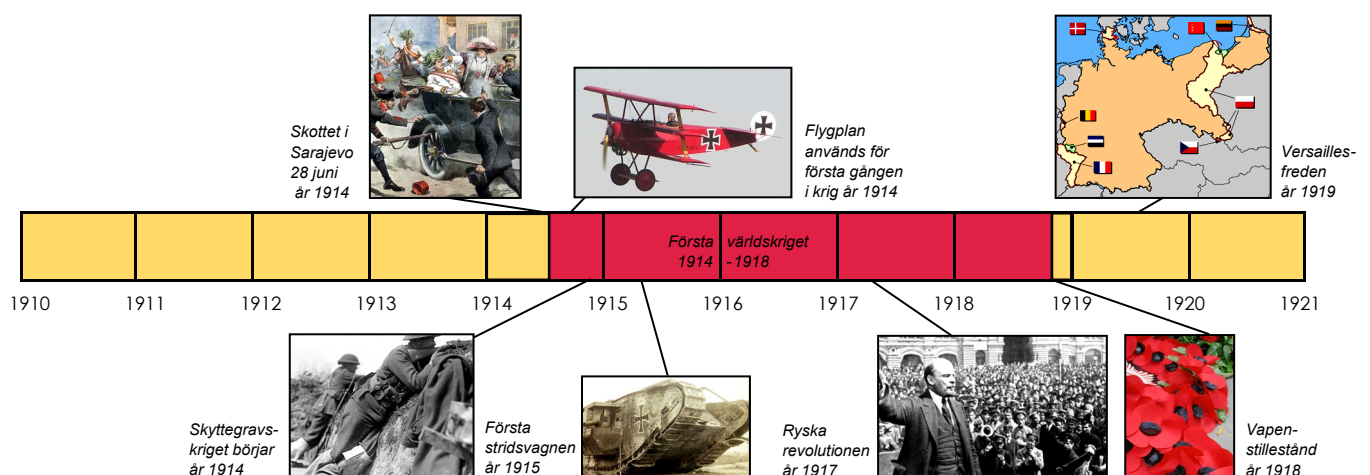 Skottet i
Sarajevo
28 juni
år 1914
Flygplan
används för
första gången
i krig år 1914
Versailles-
freden
år 1919
Första världskriget
1914 - 1918
1910 1911 1912 1913 1914 1915 1916 1917 1918 1919 1920 1921
Skyttegravs-
kriget börjar
år 1914
Första
stridsvagnen
år 1915
Ryska
revolutionen
år 1917
Vapen-
stillestånd
år 1918